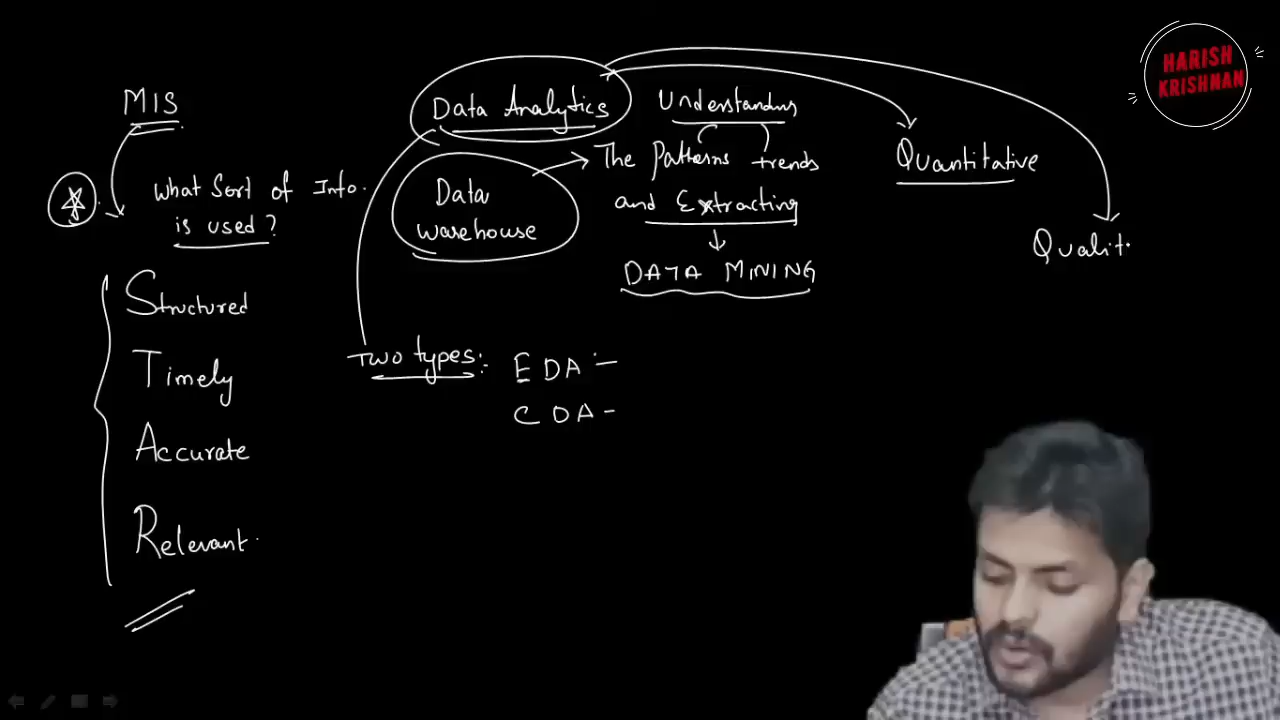 MIS
What Sort of Info.
is used?
Structured
Timely
Accurate
Relevant.
Data Analytics
Data
warehouse
Understanding
The Patterns trends
and Extracting
DATA MINING
Two types:
EDA :-
CDA -
Quantitative
Qualit
HARISH
KRISHNAN